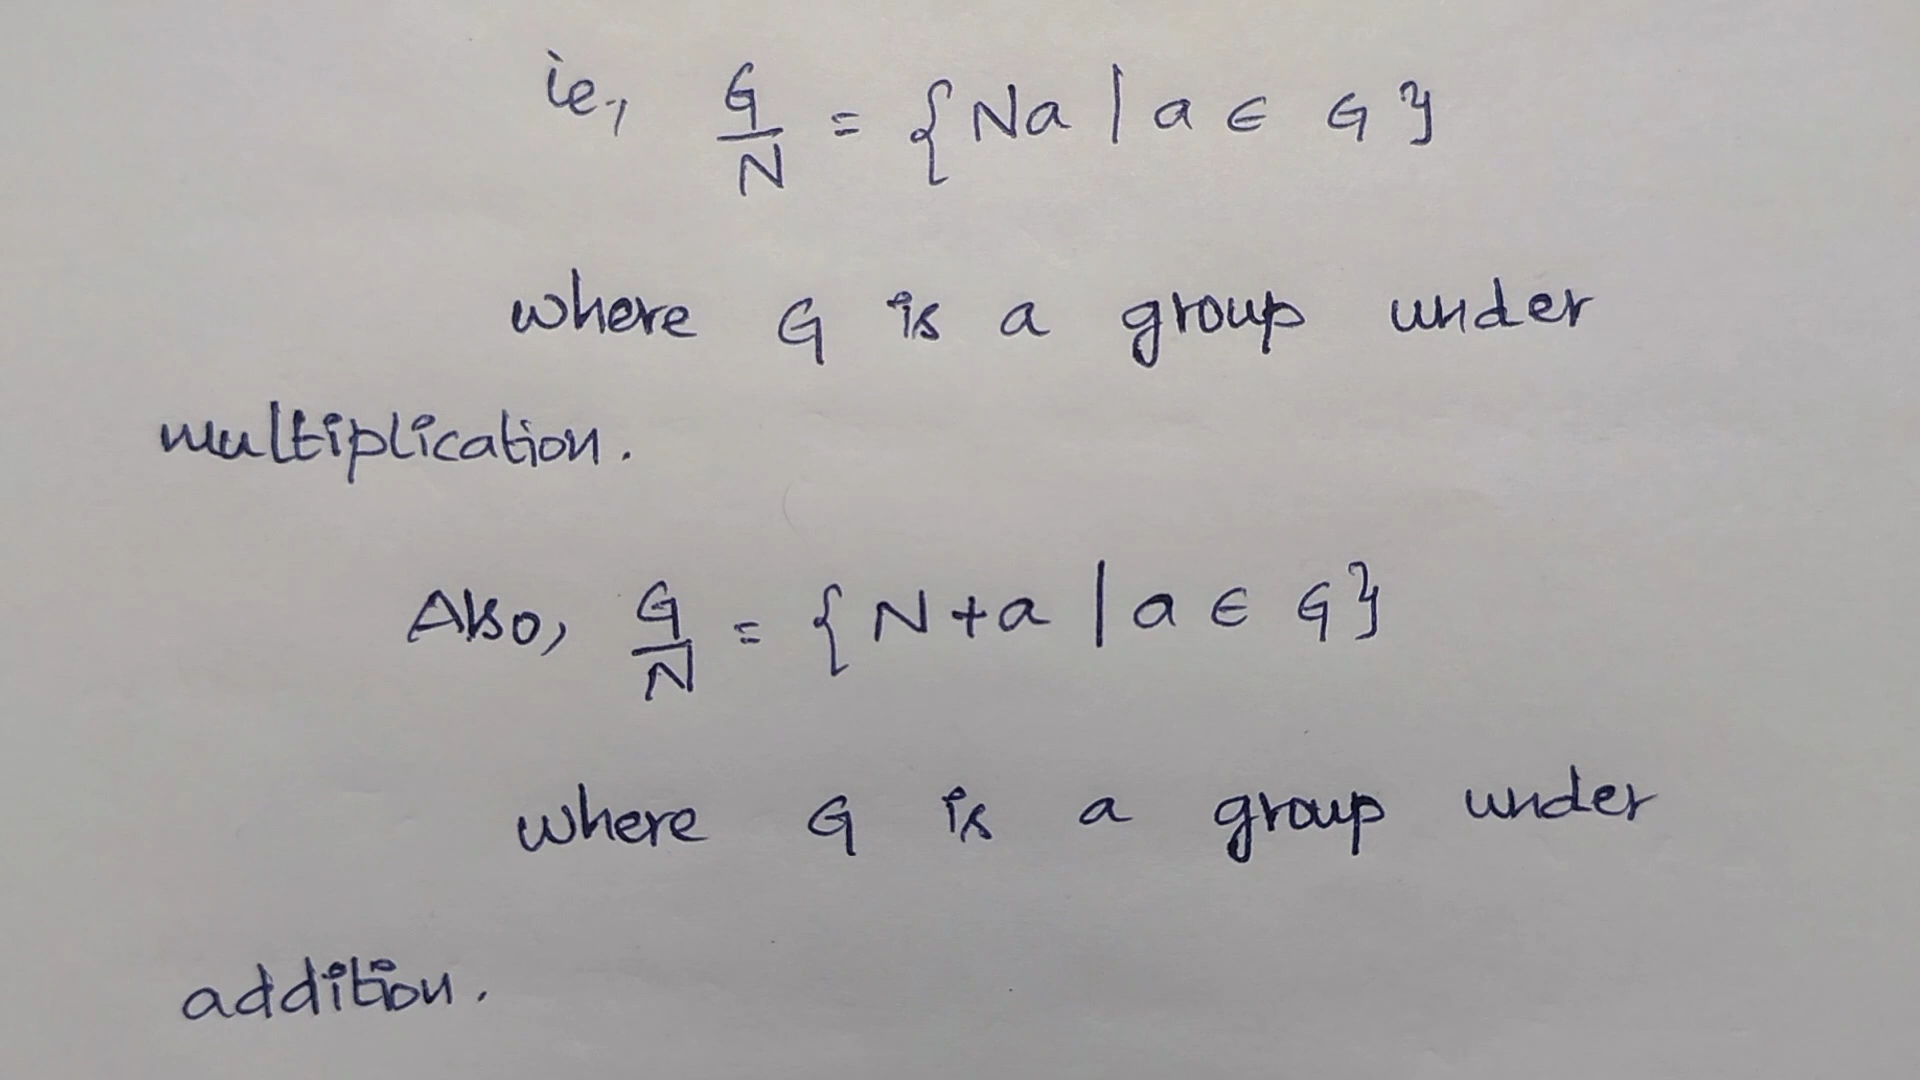 ie., G/N = {Na | a ∈ G}
where G is a group under
multiplication.
Also, G/N = {N+a | a ∈ G}
where G is a group under
addition.